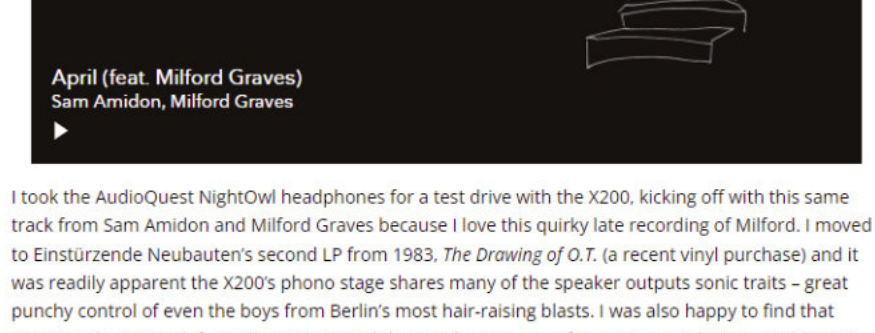 April (feat. Milford Graves)
Sam Amidon, Milford Graves
I took the AudioQuest NightOwl headphones for a test drive with the X200, kicking off with this same
track from Sam Amidon and Milford Graves because I love this quirky late recording of Milford. I moved
to Einstürzende Neubauten's second LP from 1983, The Drawing of O.T. (a recent vinyl purchase) and it
was readily apparent the X200's phono stage shares many of the speaker outputs sonic traits – great
punchy control of even the boys from Berlin's most hair-raising blasts. I was also happy to find that